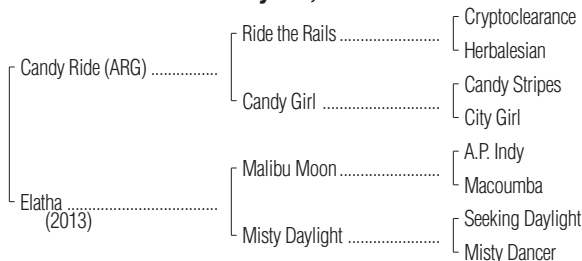 Cryptoclearance
Ride the Rails ...................
Herbalesian
Candy Ride (ARG) ................
Candy Stripes
Candy Girl .......................
City Girl
A.P. Indy
Malibu Moon ...................
Macoumba
Elatha .............................
(2013)
Seeking Daylight
Misty Daylight ..................
Misty Dancer